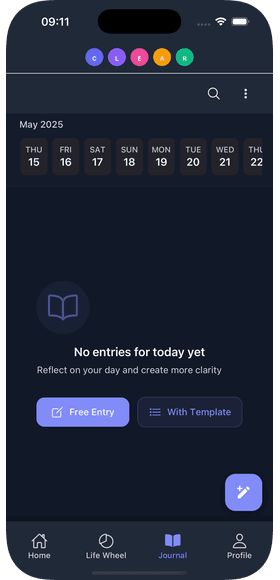 09:11
C L E A R
May 2025
THU FRI SAT SUN MON TUE WED THU
15 16 17 18 19 20 21 22
No entries for today yet
Reflect on your day and create more clarity
Free Entry With Template
Home Life Wheel Journal Profile